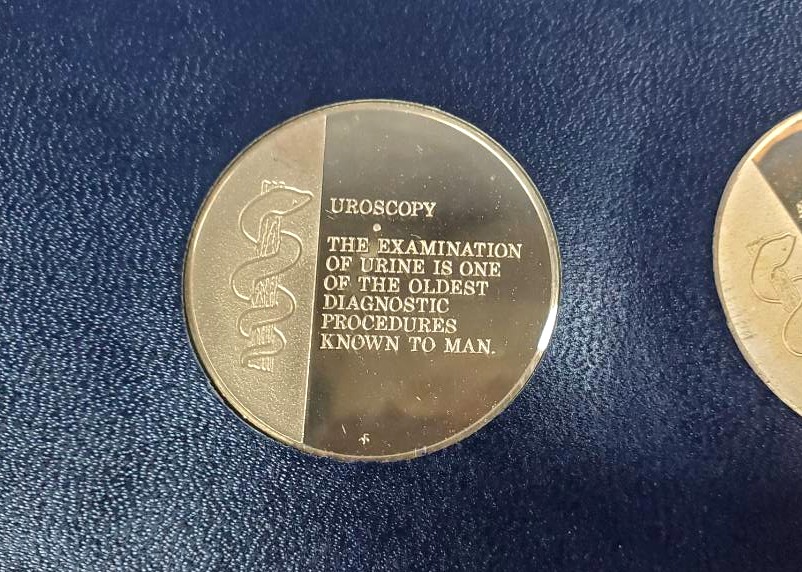 UROSCOPY
THE EXAMINATION
OF URINE IS ONE
OF THE OLDEST
DIAGNOSTIC
PROCEDURES
KNOWN TO MAN.